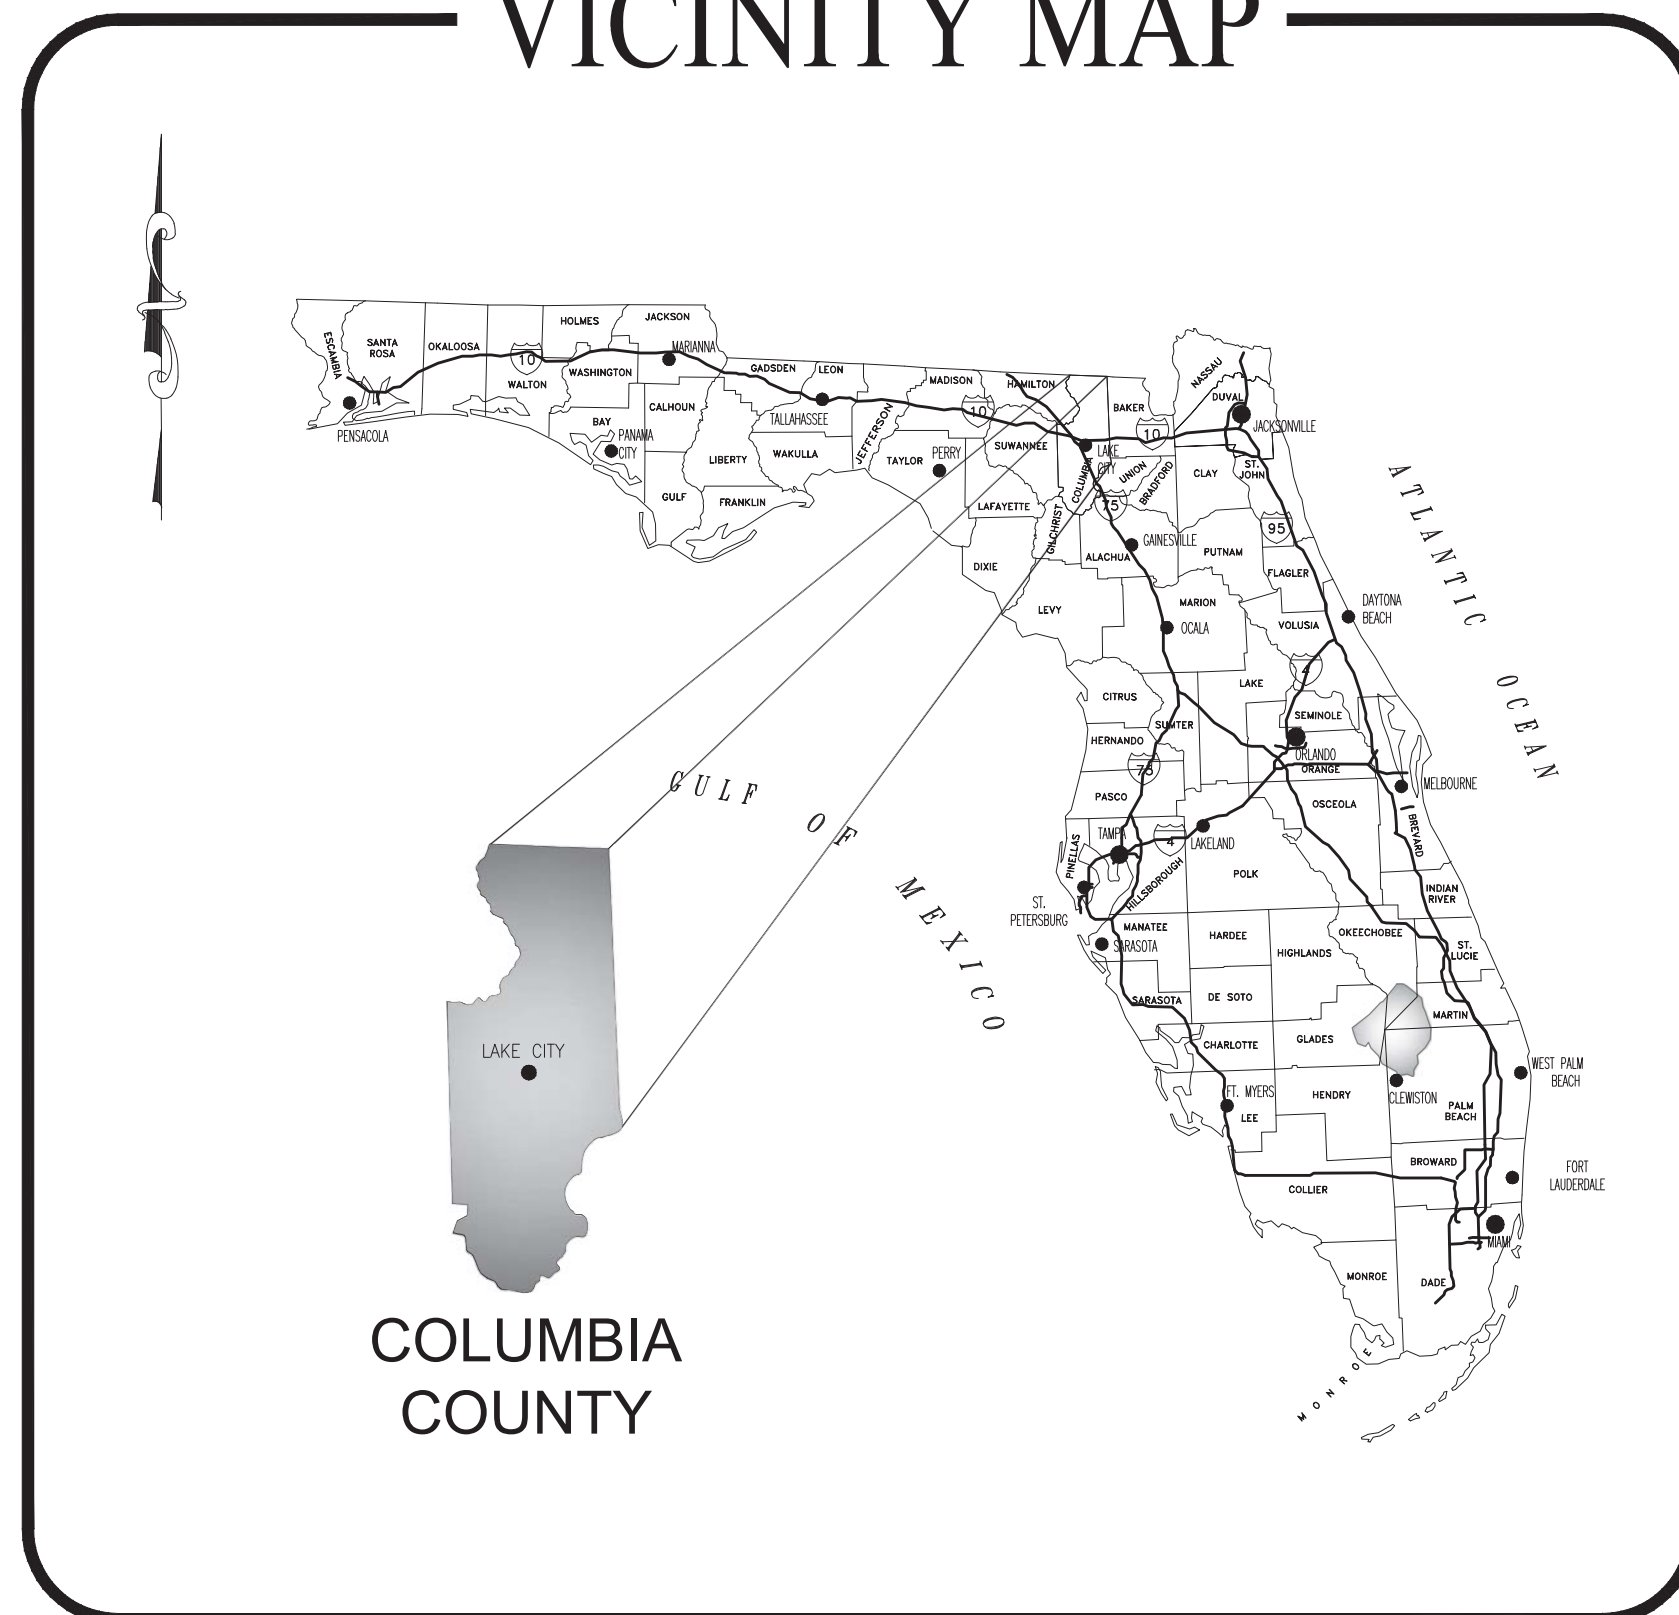 VICINITY MAP
HOLMES
JACKSON
ESCAMBIA
SANTA
ROSA
OKALOOSA
10
MARIANNA
WALTON
WASHINGTON
GADSDEN
LEON
MADISON
HAMILTON
NASSAU
DUVAL
PENSACOLA
BAY
PANAMA
CITY
CALHOUN
TALLAHASSEE
JEFFERSON
10
BAKER
10
JACKSONVILLE
LIBERTY
WAKULLA
TAYLOR
PERRY
SUWANNEE
LAKE
CITY
COLUMBIA
UNION
BRADFORD
CLAY
ST.
JOHN
GULF
FRANKLIN
LAFAYETTE
GILCHRIST
75
95
DIXIE
ALACHUA
GAINESVILLE
PUTNAM
FLAGLER
LEVY
MARION
OCALA
VOLUSIA
DAYTONA
BEACH
ATLANTIC OCEAN
4
CITRUS
LAKE
SUMTER
SEMINOLE
HERNANDO
ORLANDO
ORANGE
75
PASCO
OSCEOLA
MELBOURNE
BREVARD
GULF OF MEXICO
PINELLAS
TAMPA
4
LAKELAND
HILLSBOROUGH
POLK
INDIAN
RIVER
ST.
PETERSBURG
MANATEE
SARASOTA
HARDEE
HIGHLANDS
OKEECHOBEE
ST.
LUCIE
SARASOTA
DE SOTO
MARTIN
CHARLOTTE
GLADES
FT. MYERS
LEE
HENDRY
CLEWISTON
PALM
BEACH
WEST PALM
BEACH
BROWARD
FORT
LAUDERDALE
COLLIER
MIAMI
MONROE
DADE
MONROE
LAKE CITY
COLUMBIA
COUNTY